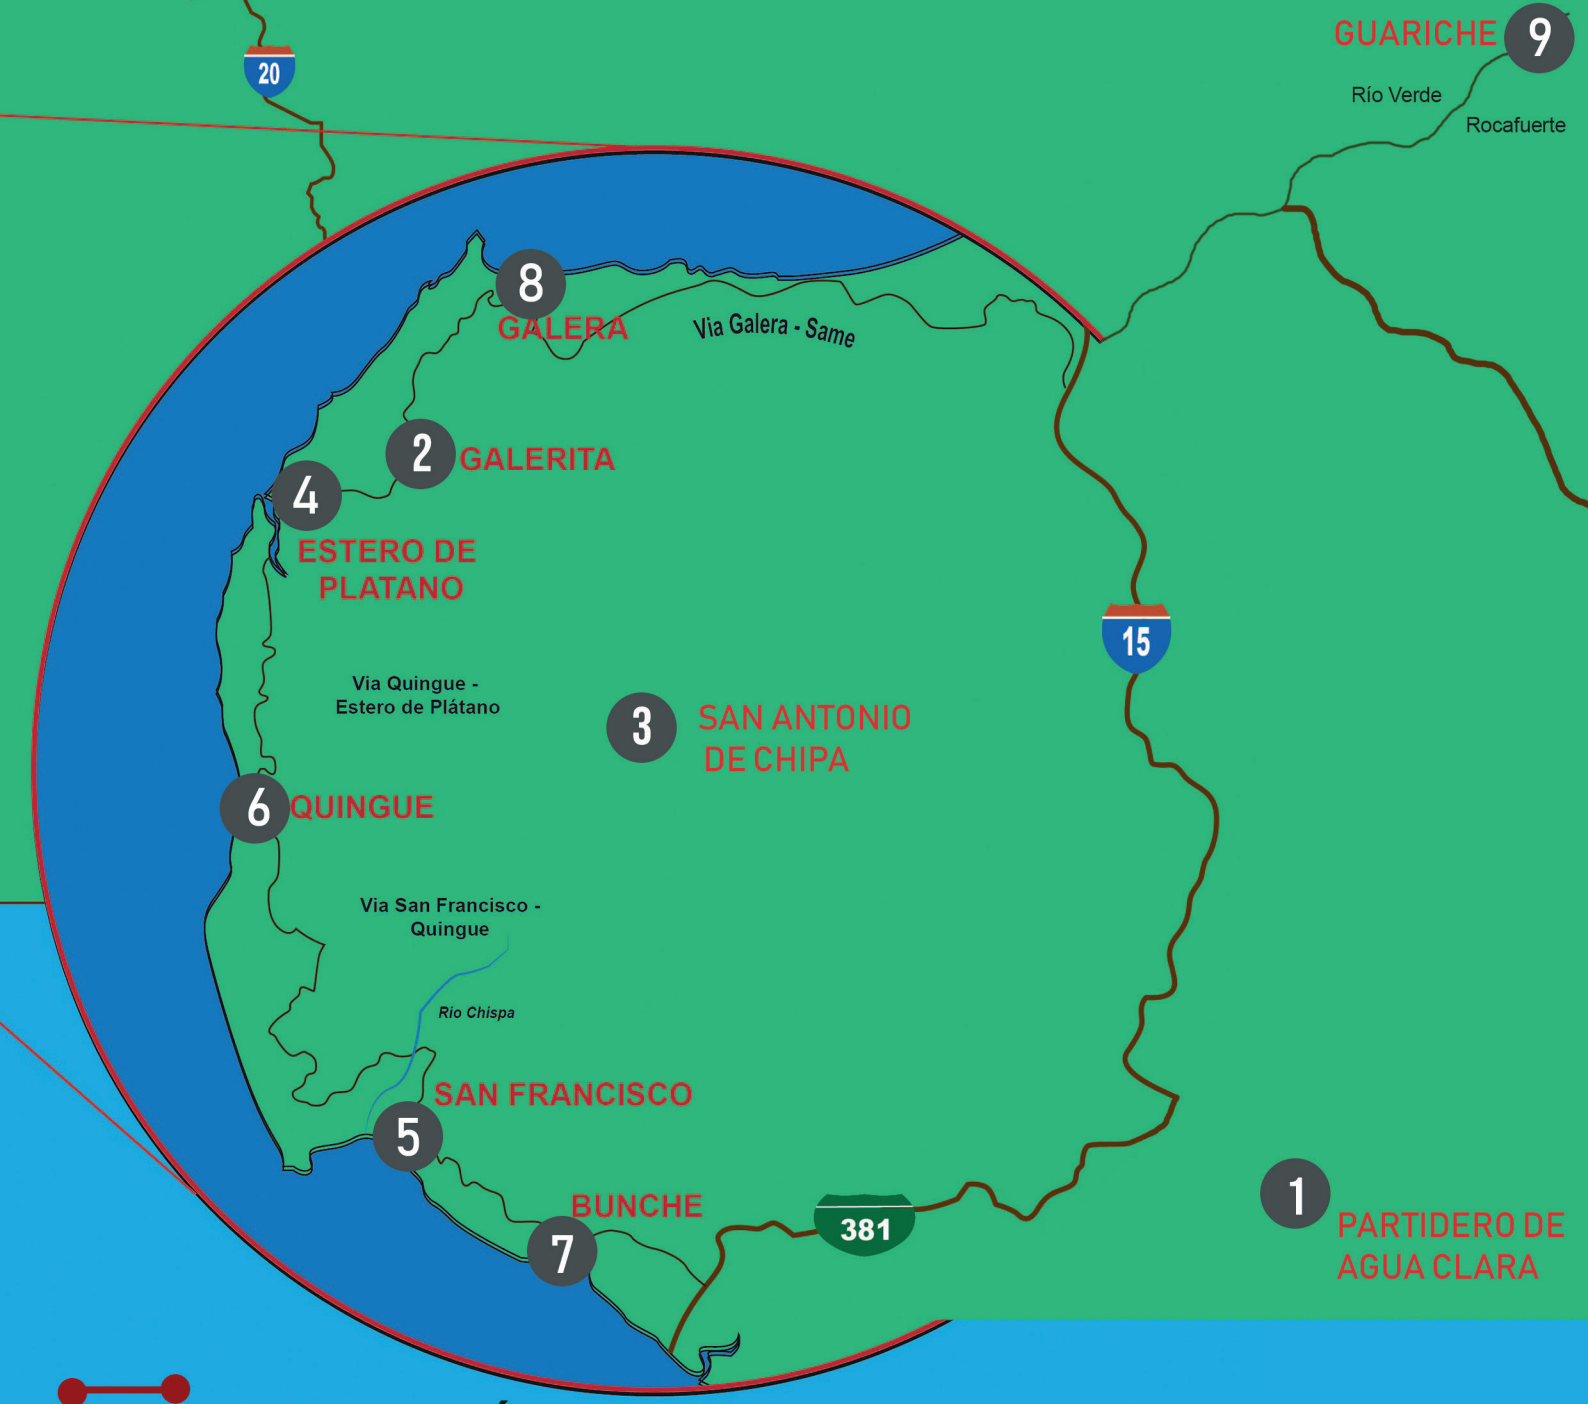 20
GUARICHE
9
Río Verde
Rocafuerte
8
GALERA
Via Galera - Same
2
GALERITA
4
ESTERO DE
PLATANO
15
Via Quingue -
Estero de Plátano
3
SAN ANTONIO
DE CHIPA
6
QUINGUE
Via San Francisco -
Quingue
Rio Chispa
SAN FRANCISCO
5
BUNCHE
7
381
1
PARTIDERO DE
AGUA CLARA